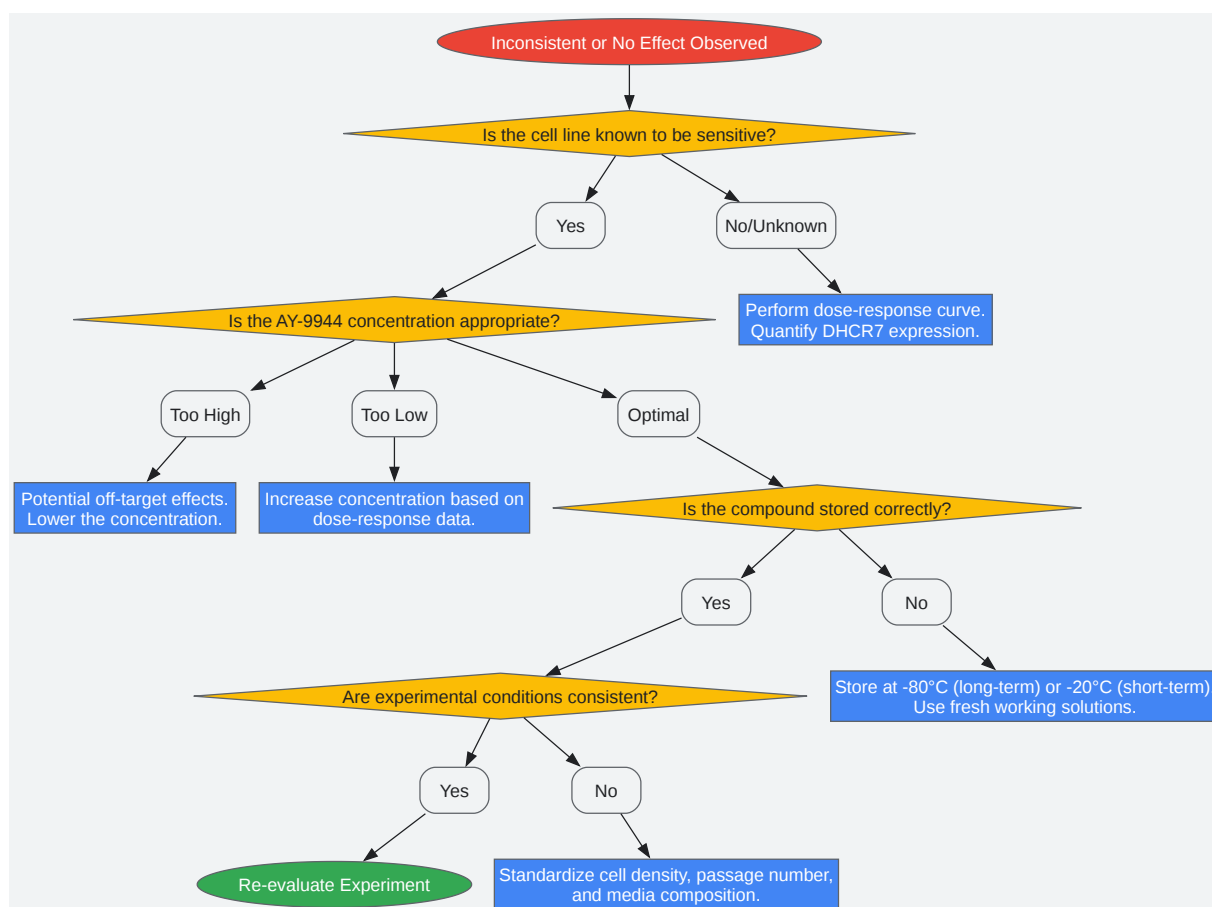 Inconsistent or No Effect Observed
Is the cell line known to be sensitive?
Yes
No/Unknown
Perform dose-response curve.
Quantify DHCR7 expression.
Is the AY-9944 concentration appropriate?
Too High
Too Low
Optimal
Potential off-target effects.
Lower the concentration.
Increase concentration based on
dose-response data.
Is the compound stored correctly?
Yes
No
Store at -80°C (long-term) or -20°C (short-term).
Use fresh working solutions.
Are experimental conditions consistent?
Yes
No
Re-evaluate Experiment
Standardize cell density, passage number,
and media composition.